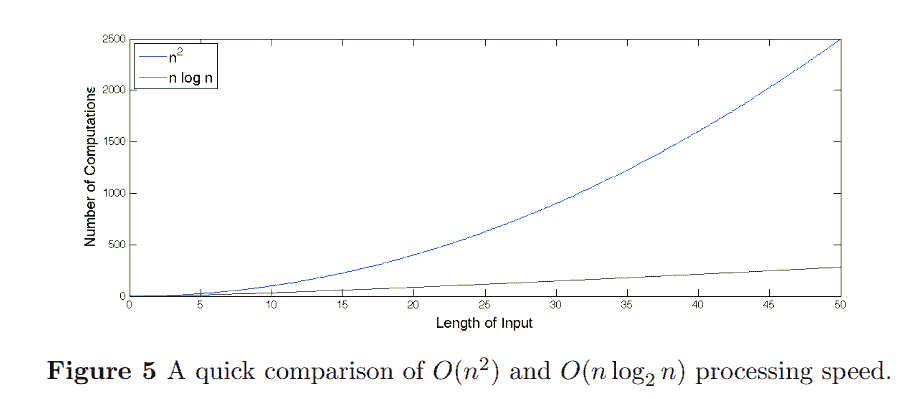 2500
n²
n log n
2000
1500
1000
500
0
Number of Computations
0 5 10 15 20 25 30 35 40 45 50
Length of Input
Figure 5 A quick comparison of O(n²) and O(n log₂ n) processing speed.